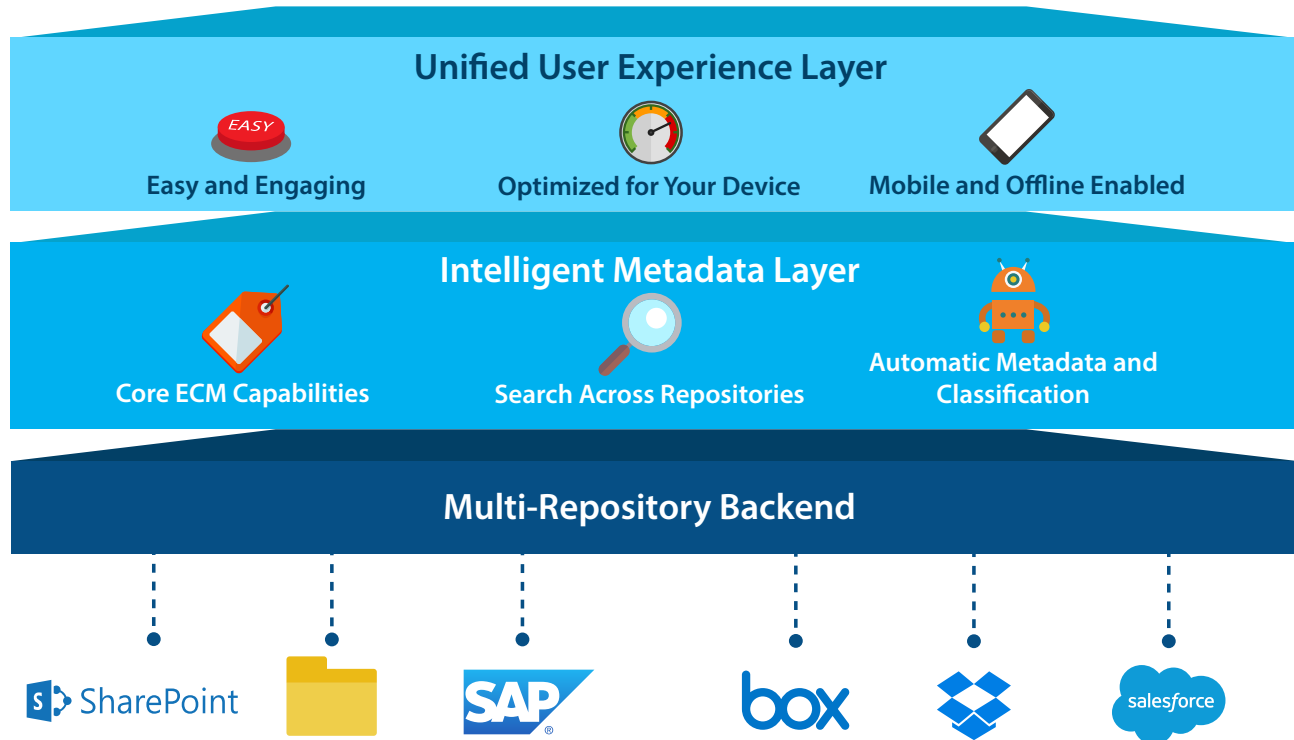 Unified User Experience Layer
EASY
Easy and Engaging
Optimized for Your Device
Mobile and Offline Enabled
Intelligent Metadata Layer
Core ECM Capabilities
Search Across Repositories
Automatic Metadata and
Classification
Multi-Repository Backend
S SharePoint
SAP ®
box
salesforce